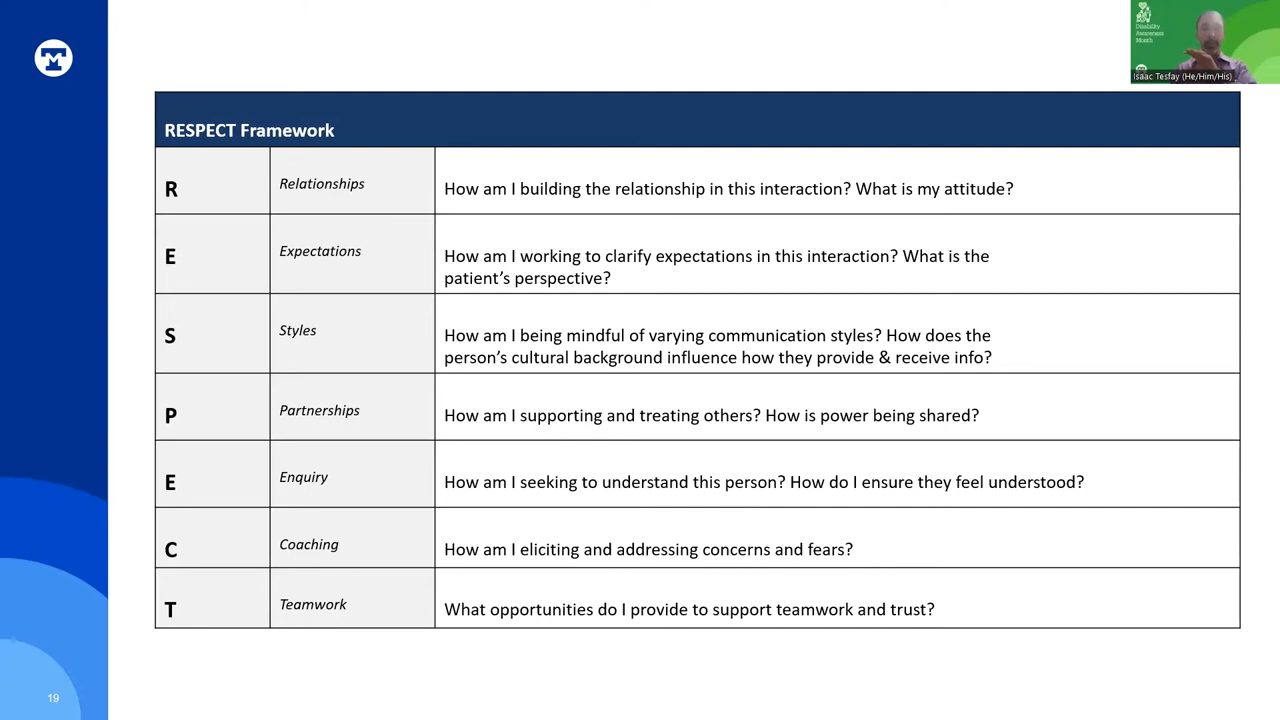 Disability
Awareness
Month
Isaac Tesfay (He/Him/His)
RESPECT Framework
R
Relationships
How am I building the relationship in this interaction? What is my attitude?
E
Expectations
How am I working to clarify expectations in this interaction? What is the
patient’s perspective?
S
Styles
How am I being mindful of varying communication styles? How does the
person’s cultural background influence how they provide & receive info?
P
Partnerships
How am I supporting and treating others? How is power being shared?
E
Enquiry
How am I seeking to understand this person? How do I ensure they feel understood?
C
Coaching
How am I eliciting and addressing concerns and fears?
T
Teamwork
What opportunities do I provide to support teamwork and trust?
19